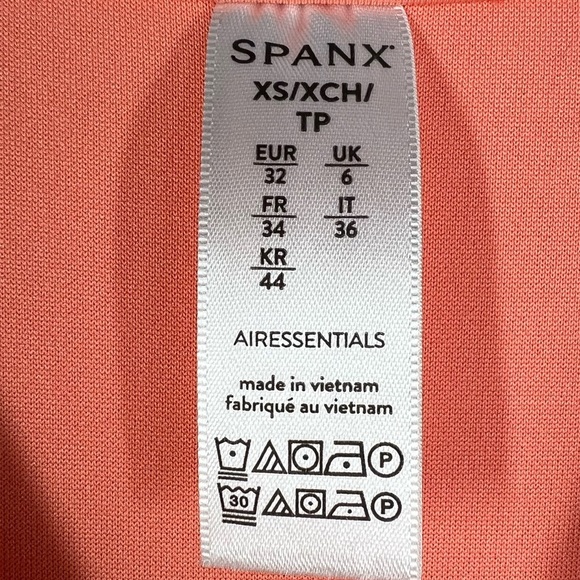 SPANX®
XS/XCH/
TP
EUR UK
32 6
FR IT
34 36
KR
44
AIRESSENTIALS
made in vietnam
fabriqué au vietnam
P
30 P